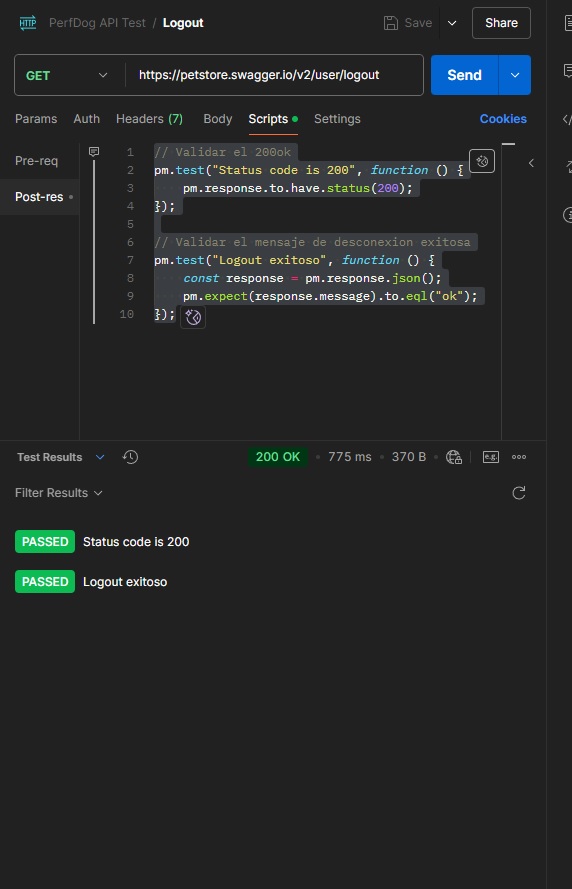 HTTP PerfDog API Test / Logout Save Share
GET https://petstore.swagger.io/v2/user/logout Send
Params Auth Headers (7) Body Scripts Settings Cookies
Pre-req
Post-res
1 // Validar el 200ok
2 pm.test("Status code is 200", function () {
3 pm.response.to.have.status(200);
4 });
5
6 // Validar el mensaje de desconexion exitosa
7 pm.test("Logout exitoso", function () {
8 const response = pm.response.json();
9 pm.expect(response.message).to.eql("ok");
10 });
Test Results 200 OK • 775 ms • 370 B • e.g.
Filter Results
PASSED Status code is 200
PASSED Logout exitoso